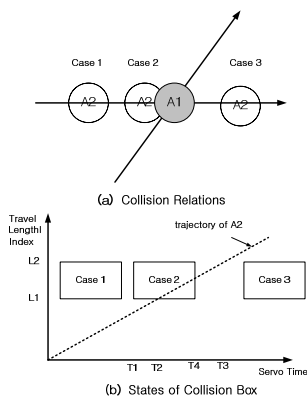 Case 1 Case 2 Case 3
A2 A2 A1 A2
(a) Collision Relations
Travel
Lengthl
Index
trajectory of A2
L2
Case 1 Case 2 Case 3
L1
T1 T2 T4 T3
Servo Time
(b) States of Collision Box